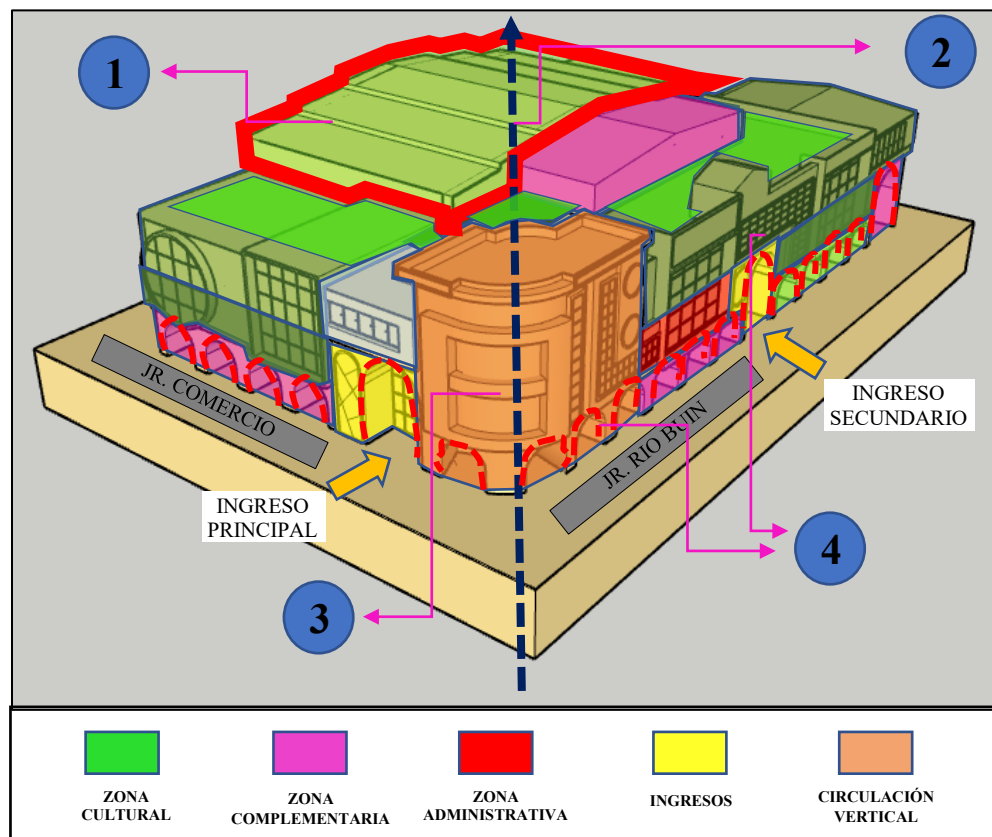 1
2
JR. COMERCIO
JR. RIO BUIN
INGRESO
SECUNDARIO
INGRESO
PRINCIPAL
4
3
ZONA
CULTURAL
ZONA
COMPLEMENTARIA
ZONA
ADMINISTRATIVA
INGRESOS
CIRCULACIÓN
VERTICAL